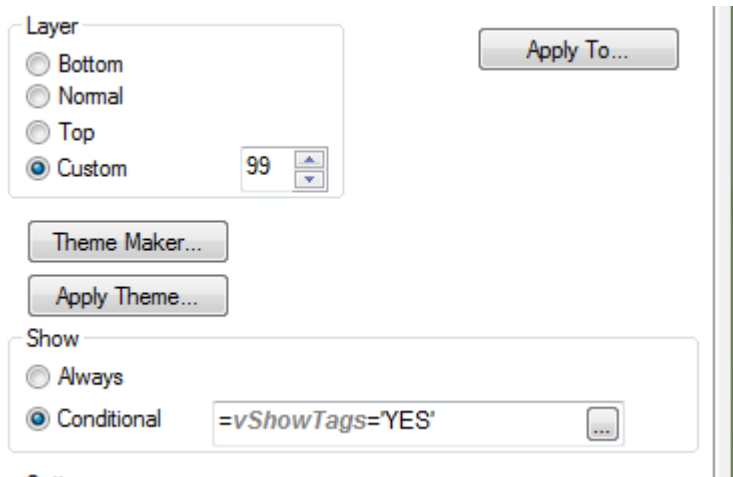 Layer
Apply To...
Bottom
Normal
Top
Custom 99
Theme Maker...
Apply Theme...
Show
Always
Conditional =vShowTags='YES' ...